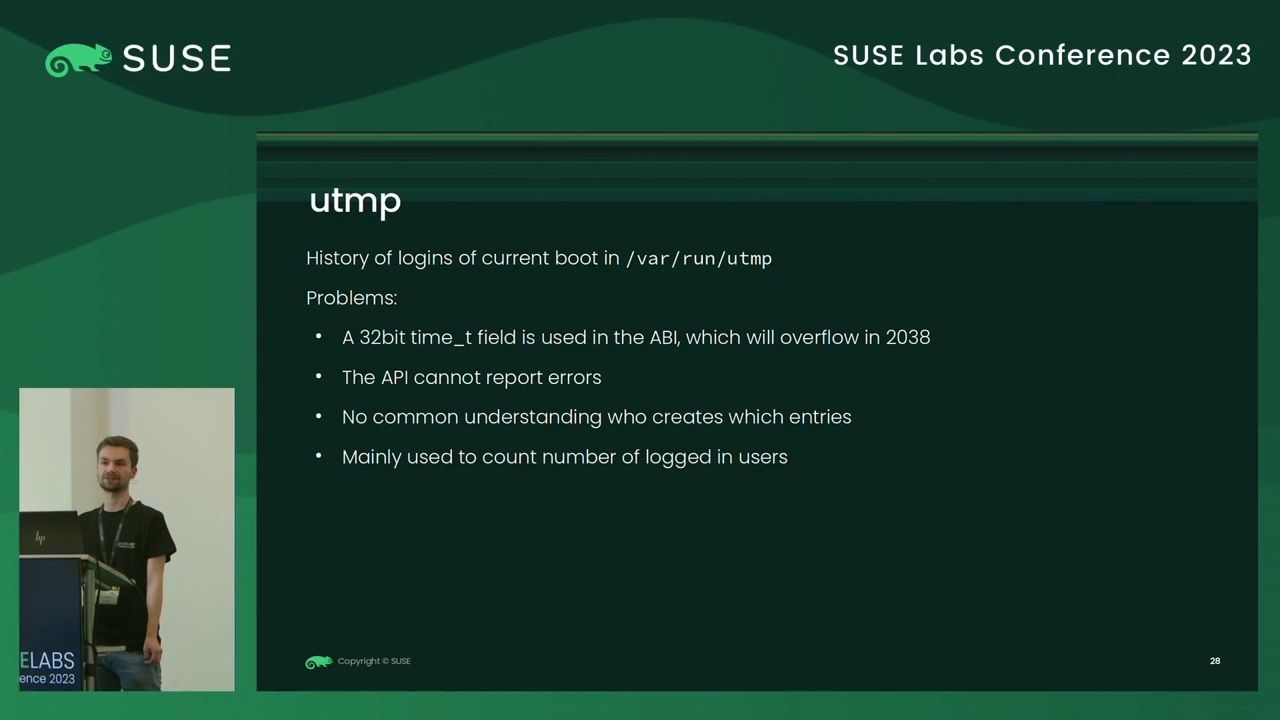 SUSE
SUSE Labs Conference 2023
utmp
History of logins of current boot in /var/run/utmp
Problems:
• A 32bit time_t field is used in the ABI, which will overflow in 2038
• The API cannot report errors
• No common understanding who creates which entries
• Mainly used to count number of logged in users
hp
ELABS
ence 2023
Copyright © SUSE
28